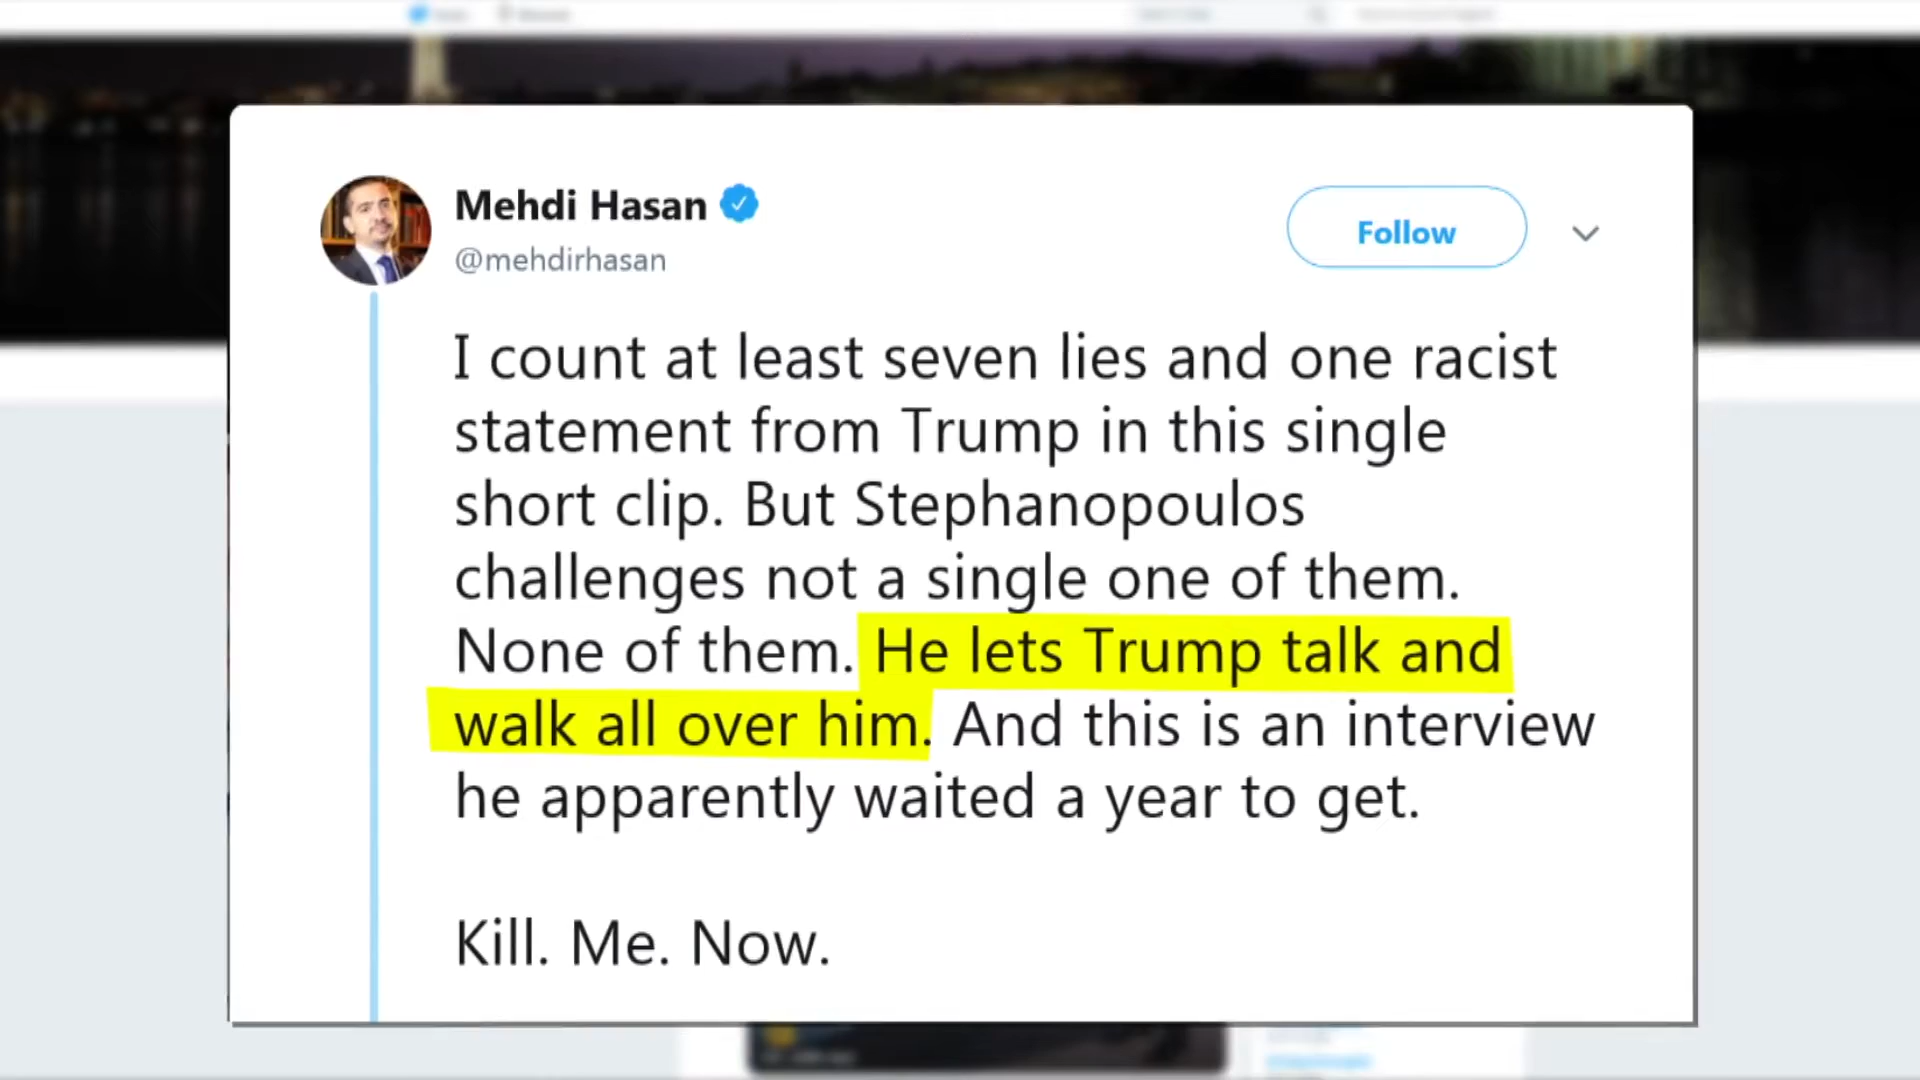 Mehdi Hasan
@mehdirhasan
Follow
I count at least seven lies and one racist
statement from Trump in this single
short clip. But Stephanopoulos
challenges not a single one of them.
None of them. He lets Trump talk and
walk all over him. And this is an interview
he apparently waited a year to get.
Kill. Me. Now.